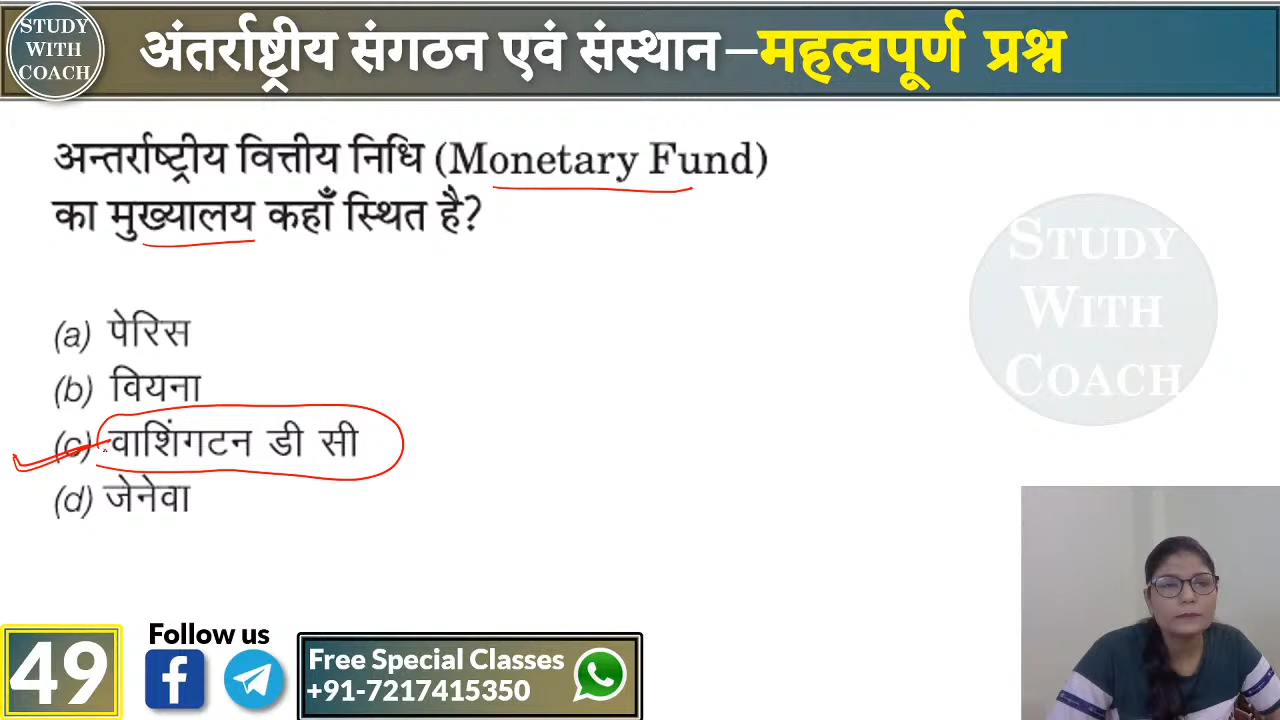 STUDY
WITH
COACH
अंतर्राष्ट्रीय संगठन एवं संस्थान–महत्वपूर्ण प्रश्न
अन्तर्राष्ट्रीय वित्तीय निधि (Monetary Fund)
का मुख्यालय कहाँ स्थित है?
(a) पेरिस
(b) वियना
(c) वाशिंगटन डी सी
(d) जेनेवा
STUDY
WITH
COACH
49
Follow us
Free Special Classes
+91-7217415350